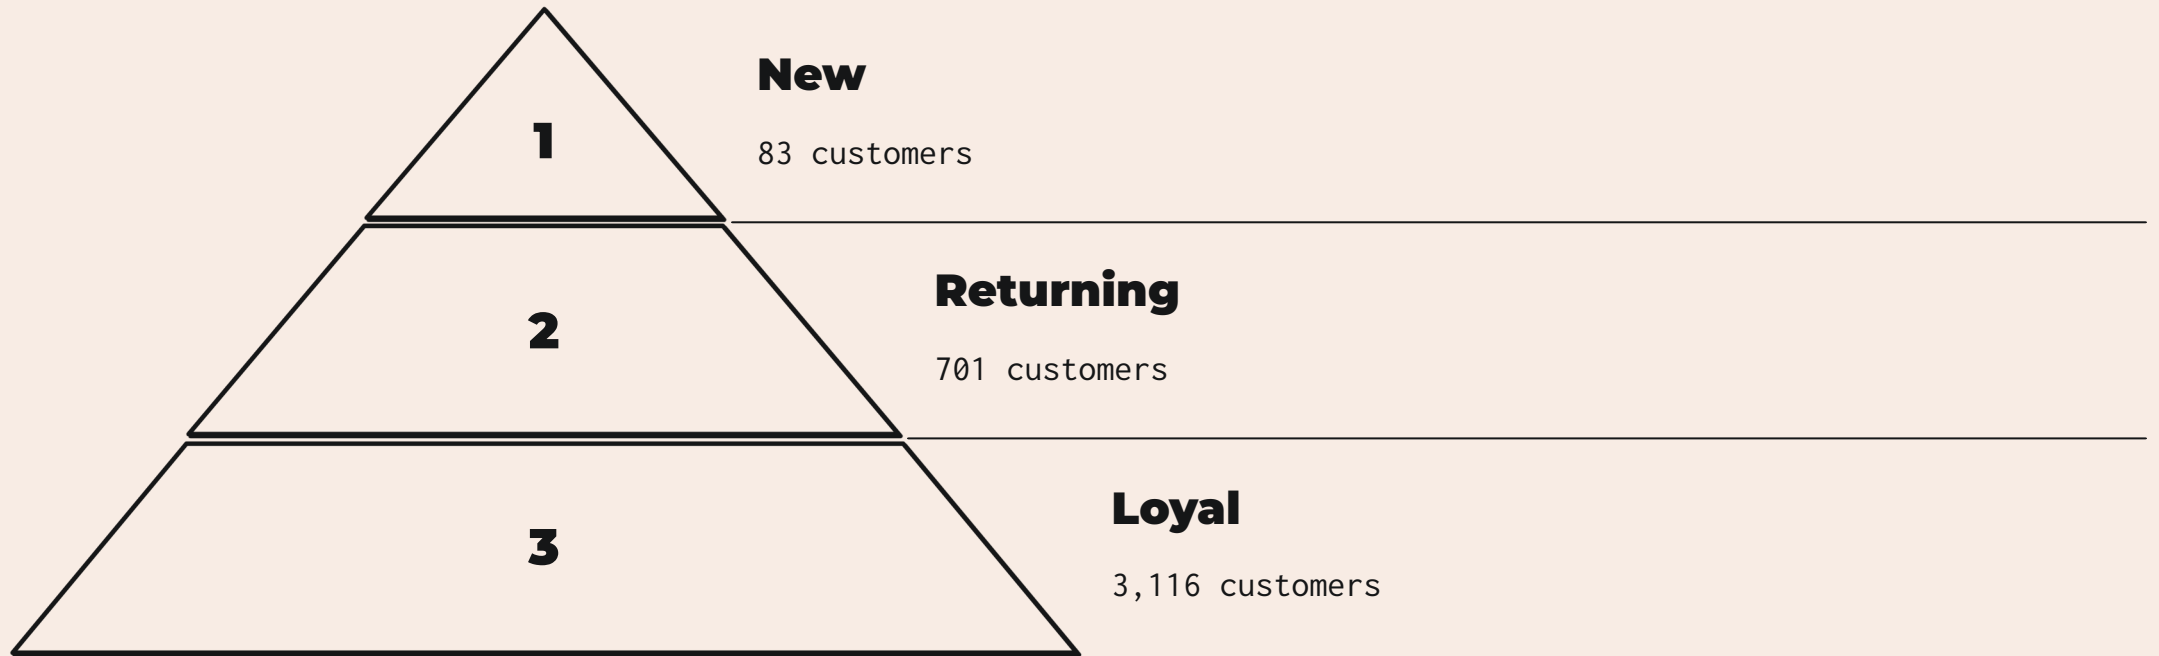 1
New
83 customers
2
Returning
701 customers
3
Loyal
3,116 customers